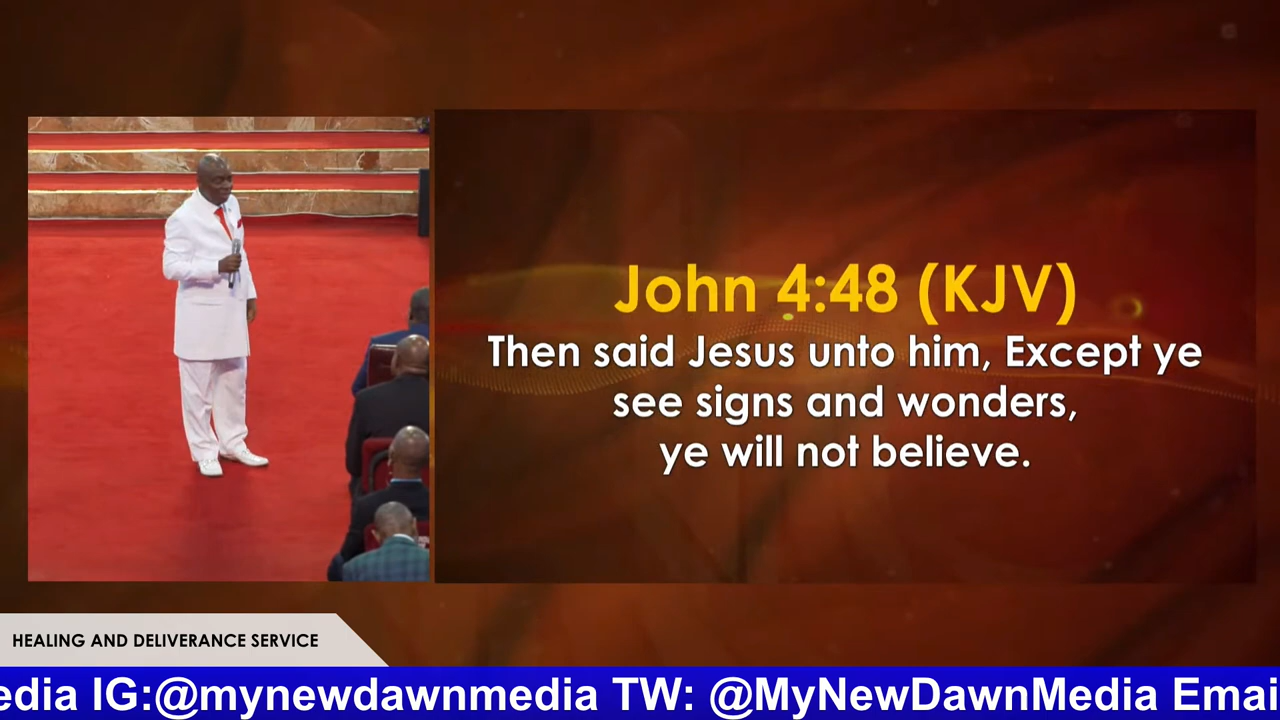 John 4:48 (KJV)
Then said Jesus unto him, Except ye
see signs and wonders,
ye will not believe.
HEALING AND DELIVERANCE SERVICE
edia IG:@mynewdawnmedia TW: @MyNewDawnMedia Emai